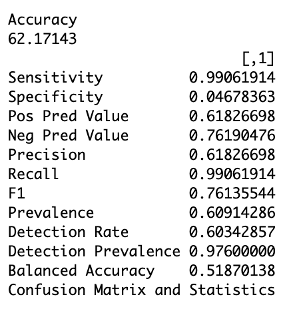 Accuracy
62.17143
[,1]
Sensitivity 0.99061914
Specificity 0.04678363
Pos Pred Value 0.61826698
Neg Pred Value 0.76190476
Precision 0.61826698
Recall 0.99061914
F1 0.76135544
Prevalence 0.60914286
Detection Rate 0.60342857
Detection Prevalence 0.97600000
Balanced Accuracy 0.51870138
Confusion Matrix and Statistics